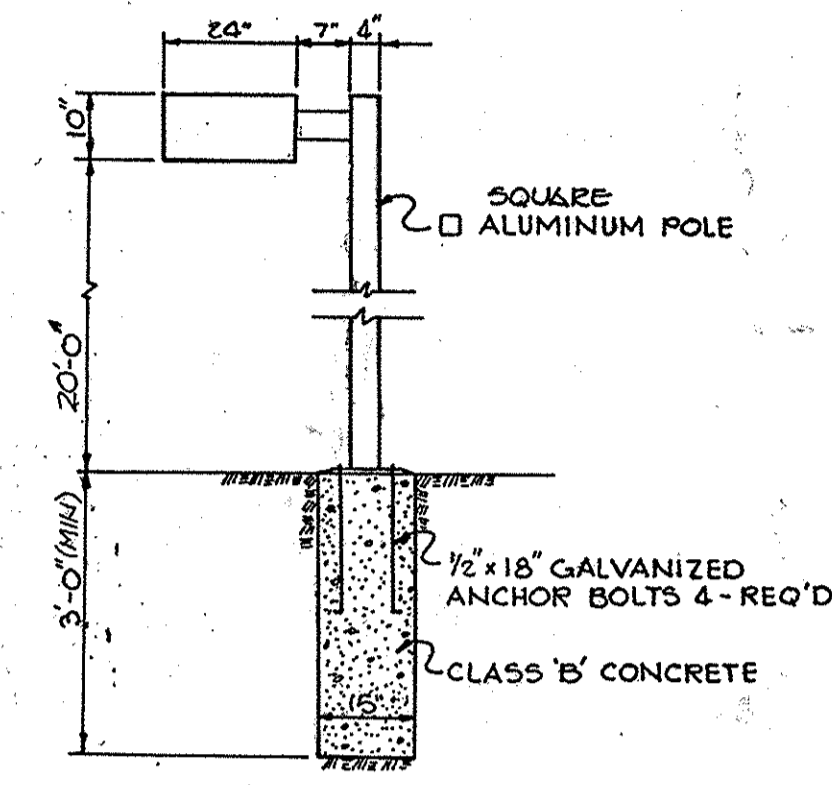 24" 7" 4"
10"
SQUARE
ALUMINUM POLE
20'-0"
3'-0" (MIN)
1/2" x 18" GALVANIZED
ANCHOR BOLTS 4 - REQ'D
CLASS 'B' CONCRETE
15"